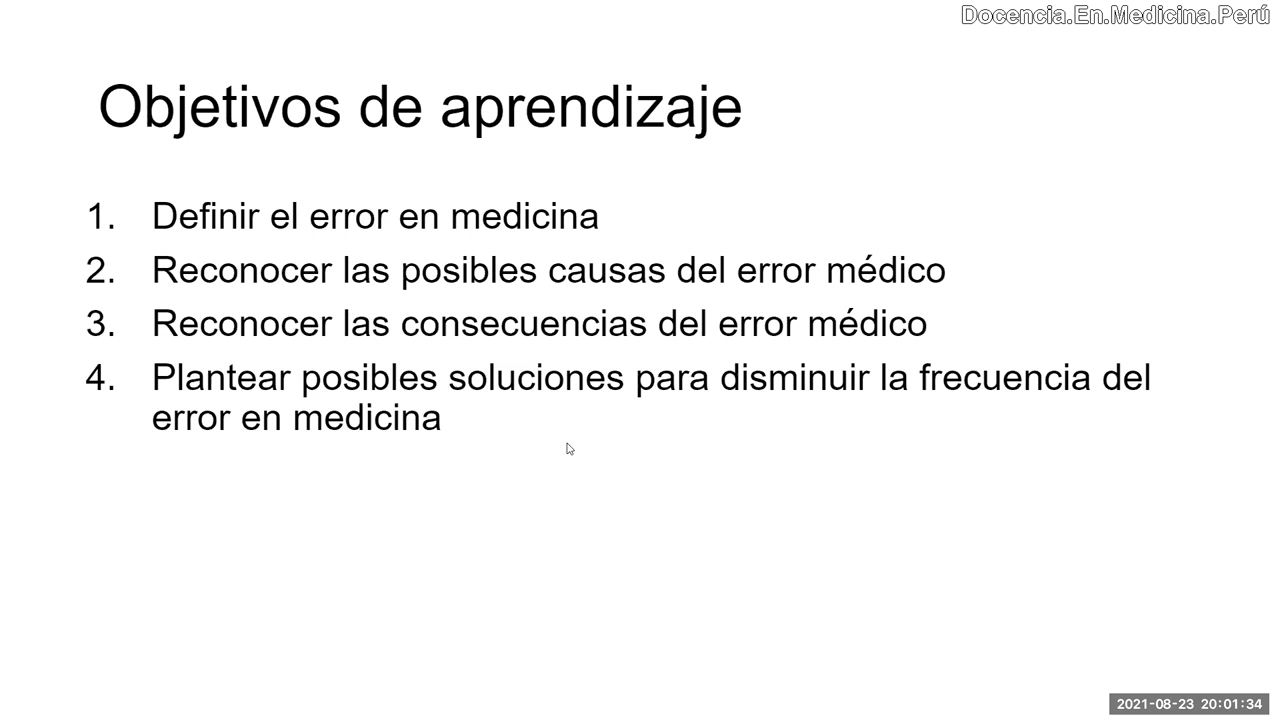 Docencia.En.Medicina.Perú
Objetivos de aprendizaje
1. Definir el error en medicina
2. Reconocer las posibles causas del error médico
3. Reconocer las consecuencias del error médico
4. Plantear posibles soluciones para disminuir la frecuencia del
error en medicina
2021-08-23 20:01:34